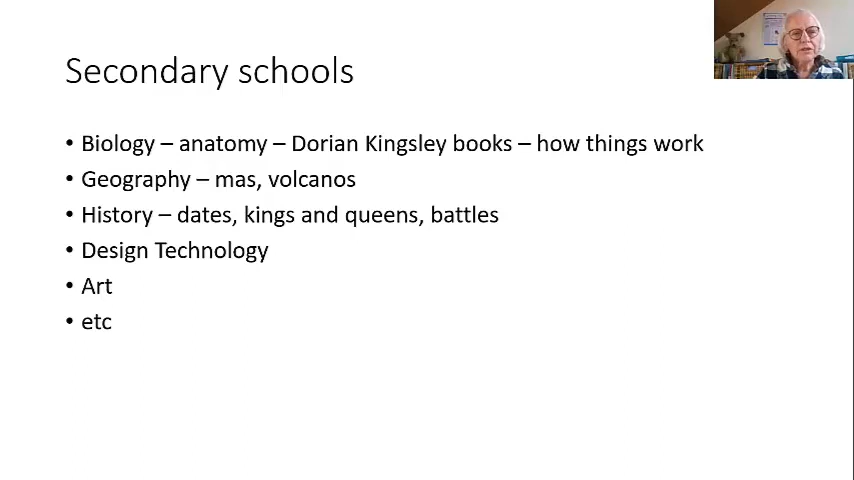 Secondary schools
• Biology – anatomy – Dorian Kingsley books – how things work
• Geography – mas, volcanos
• History – dates, kings and queens, battles
• Design Technology
• Art
• etc